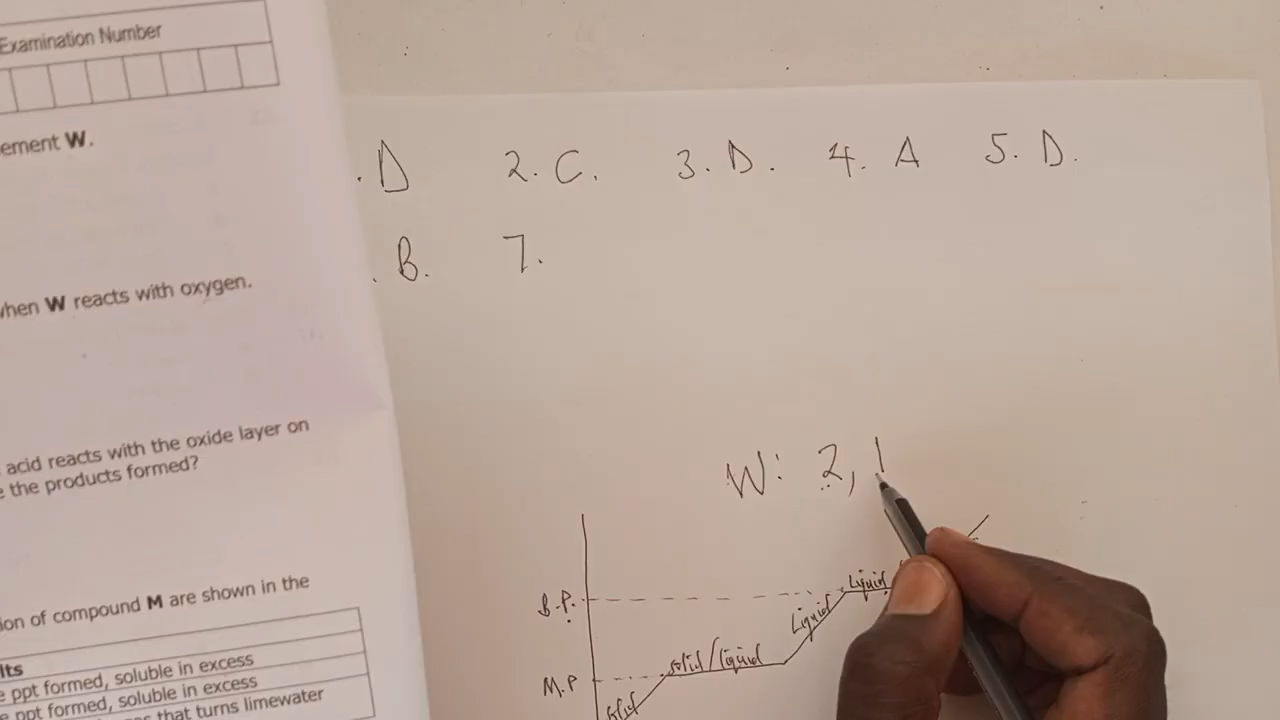 Examination Number
ement W.
when W reacts with oxygen.
acid reacts with the oxide layer on
the products formed?
ion of compound M are shown in the
lts
ppt formed, soluble in excess
ppt formed, soluble in excess
that turns limewater
. D 2. C. 3. D. 4. A 5. D.
. B. 7.
W: 2, 1
B.P. Liquid
Liquid
M.P solid/liquid